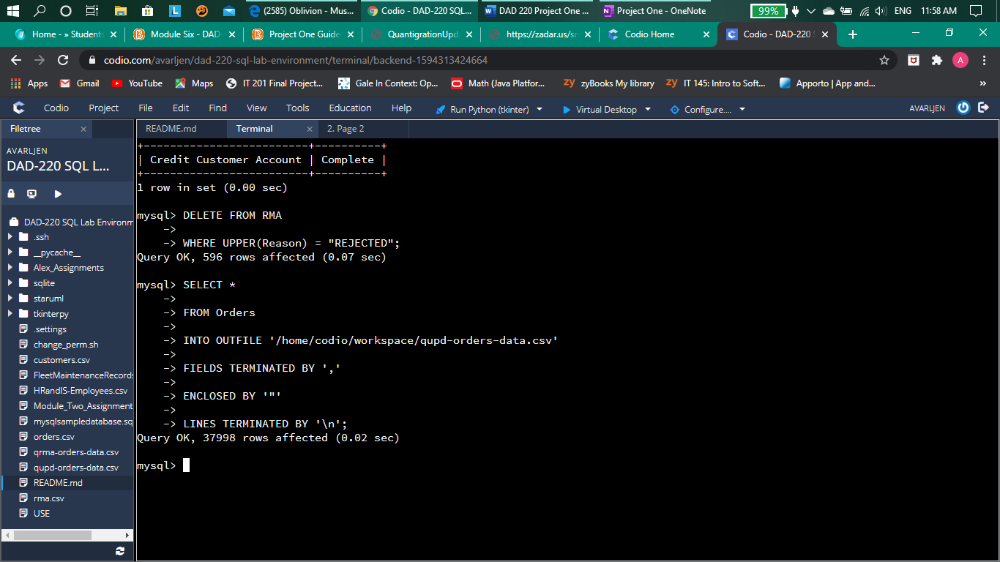 (2585) Oblivion - Mus...
Codio - DAD-220 SQL...
DAD 220 Project One ...
Project One - OneNote
99%
ENG
11:58 AM
Home - » Student
Module Six - DAD-
Project One Guide
QuantigrationUpd
https://zadar.us/sn
Codio Home
Codio - DAD-220 S
codio.com/avarljen/dad-220-sql-lab-environment/terminal/backend-1594313424664
A
Apps
Gmail
YouTube
Maps
IT 201 Final Project...
Gale In Context: Op...
Math (Java Platfor...
zy zyBooks My library
zy IT 145: Intro to Soft...
Apporto | App and...
»
Codio
Project
File
Edit
Find
View
Tools
Education
Help
Run Python (tkinter)
Virtual Desktop
Configure....
AVARLJEN
Filetree
README.md
Terminal
2. Page 2
AVARLJEN
DAD-220 SQL L...
DAD-220 SQL Lab Environm
.ssh
__pycache__
Alex_Assignments
sqlite
staruml
tkinterpy
.settings
change_perm.sh
customers.csv
FleetMaintenanceRecords
HRandIS-Employees.csv
Module_Two_Assignment
mysqlsampledatabase.sq
orders.csv
qrma-orders-data.csv
qupd-orders-data.csv
README.md
rma.csv
USE
+-------------------------+----------+
| Credit Customer Account | Complete |
+-------------------------+----------+
1 row in set (0.00 sec)
mysql> DELETE FROM RMA
->
-> WHERE UPPER(Reason) = "REJECTED";
Query OK, 596 rows affected (0.07 sec)
mysql> SELECT *
->
-> FROM Orders
->
-> INTO OUTFILE '/home/codio/workspace/qupd-orders-data.csv'
->
-> FIELDS TERMINATED BY ','
->
-> ENCLOSED BY '"'
->
-> LINES TERMINATED BY '\n';
Query OK, 37998 rows affected (0.02 sec)
mysql>